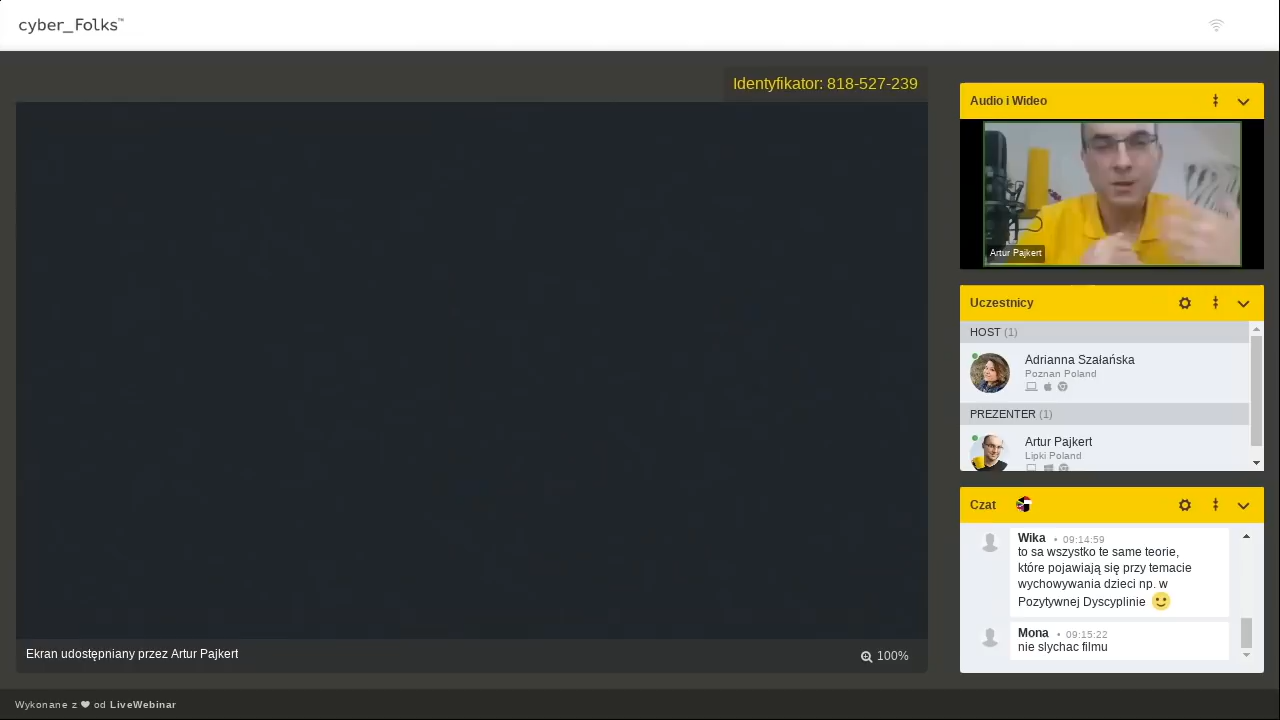 cyber_Folks™
Identyfikator: 818-527-239
Ekran udostępniany przez Artur Pajkert
100%
Audio i Wideo
Artur Pajkert
Uczestnicy
HOST (1)
Adrianna Szałańska
Poznan Poland
PREZENTER (1)
Artur Pajkert
Lipki Poland
Czat
Wika • 09:14:59
to sa wszystko te same teorie,
które pojawiają się przy temacie
wychowywania dzieci np. w
Pozytywnej Dyscyplinie
Mona • 09:15:22
nie slychac filmu
Wykonane z ❤ od LiveWebinar